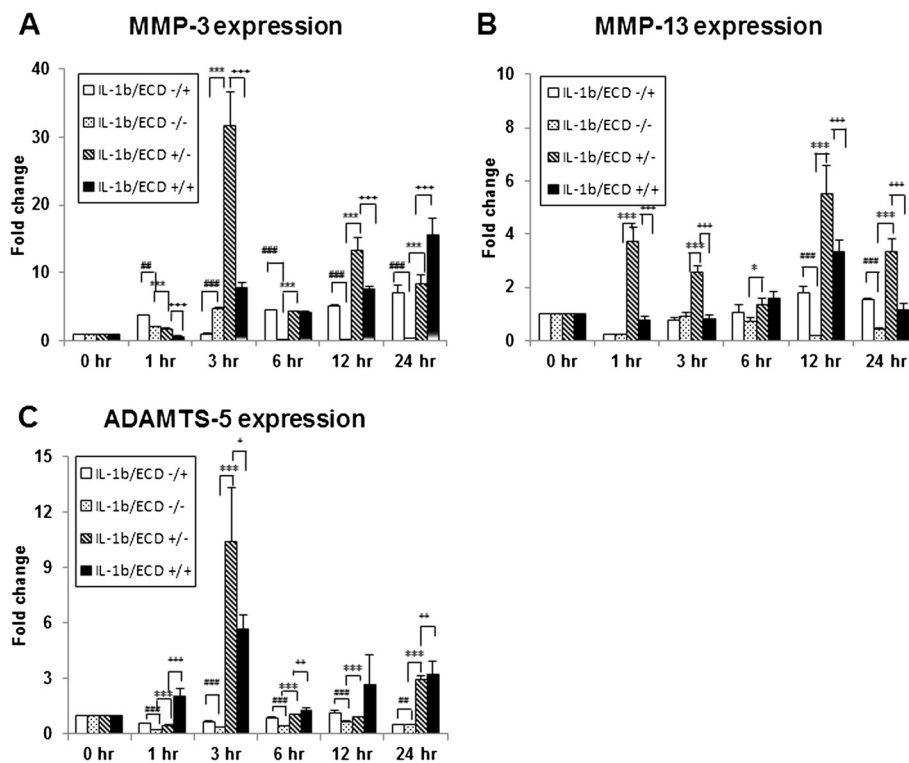 A MMP-3 expression
40
30
20
10
0
Fold change
IL-1b/ECD -/+
IL-1b/ECD -/-
IL-1b/ECD +/-
IL-1b/ECD +/+
## *** +++
### *** +++
### ***
### *** +++
### *** +++
0 hr 1 hr 3 hr 6 hr 12 hr 24 hr
B MMP-13 expression
10
8
6
4
2
0
Fold change
IL-1b/ECD -/+
IL-1b/ECD -/-
IL-1b/ECD +/-
IL-1b/ECD +/+
*** +++
*** +++
*
### *** +++
### *** +++
0 hr 1 hr 3 hr 6 hr 12 hr 24 hr
C ADAMTS-5 expression
15
12
9
6
3
0
Fold change
IL-1b/ECD -/+
IL-1b/ECD -/-
IL-1b/ECD +/-
IL-1b/ECD +/+
### *** +++
### *** +
### *** ++
### ***
## *** ++
0 hr 1 hr 3 hr 6 hr 12 hr 24 hr